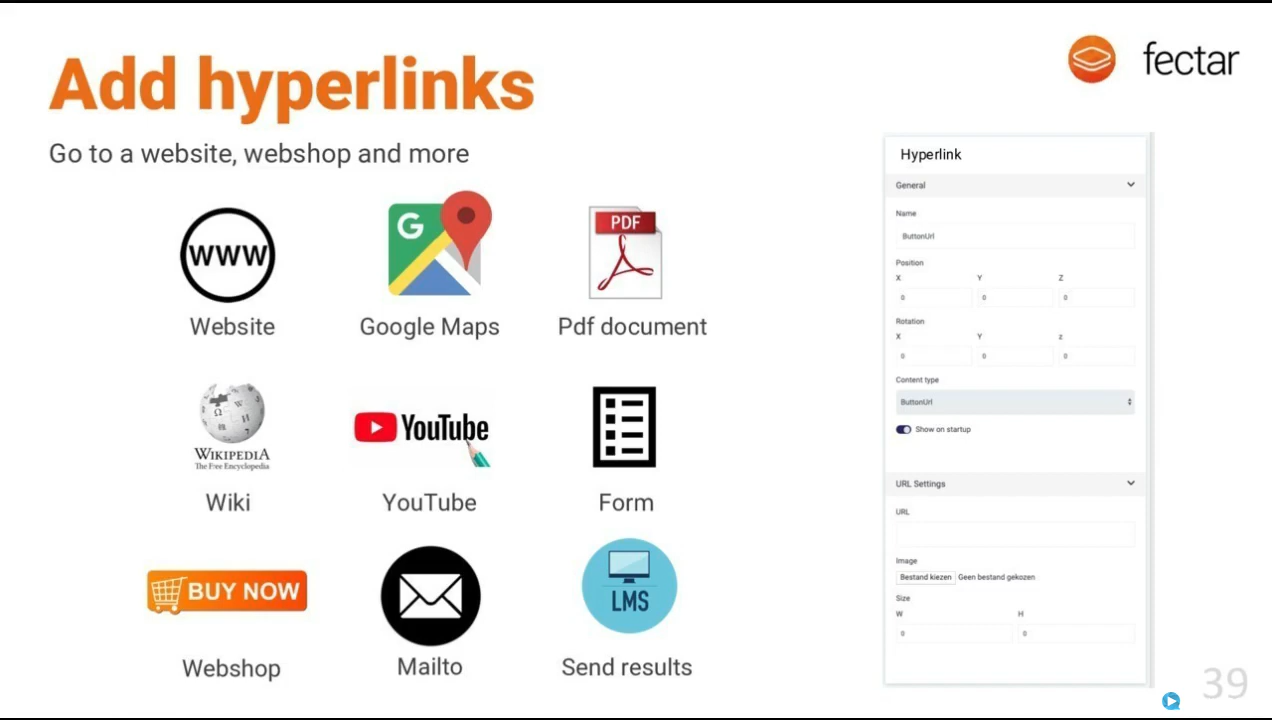 Add hyperlinks
fectar
Go to a website, webshop and more
WWW
Website
G
Google Maps
PDF
Pdf document
WIKIPEDIA
The Free Encyclopedia
Wiki
YouTube
YouTube
Form
BUY NOW
Webshop
Mailto
LMS
Send results
Hyperlink
General
Name
ButtonUrl
Position
X Y Z
0 0 0
Rotation
X Y z
0 0 0
Content type
ButtonUrl
Show on startup
URL Settings
URL
Image
Bestand kiezen Geen bestand gekozen
Size
W H
0 0
39